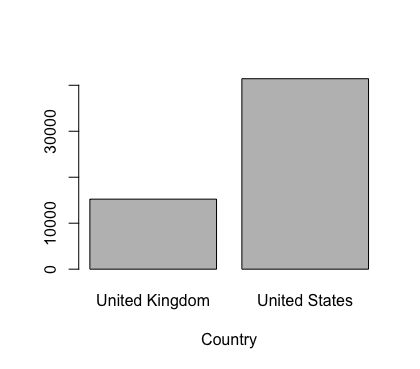 30000
10000
0
United Kingdom
United States
Country